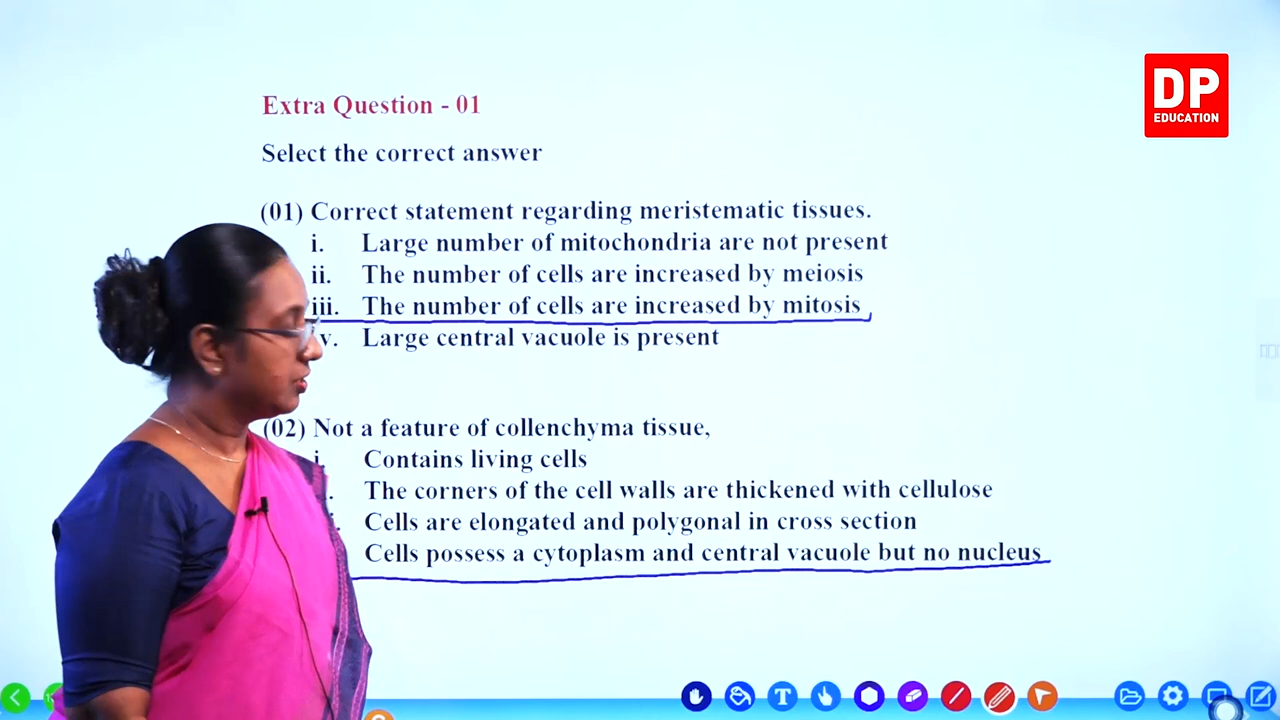 DP
EDUCATION
Extra Question - 01
Select the correct answer
(01) Correct statement regarding meristematic tissues.
i. Large number of mitochondria are not present
ii. The number of cells are increased by meiosis
iii. The number of cells are increased by mitosis
v. Large central vacuole is present
(02) Not a feature of collenchyma tissue,
i. Contains living cells
. The corners of the cell walls are thickened with cellulose
. Cells are elongated and polygonal in cross section
Cells possess a cytoplasm and central vacuole but no nucleus
T